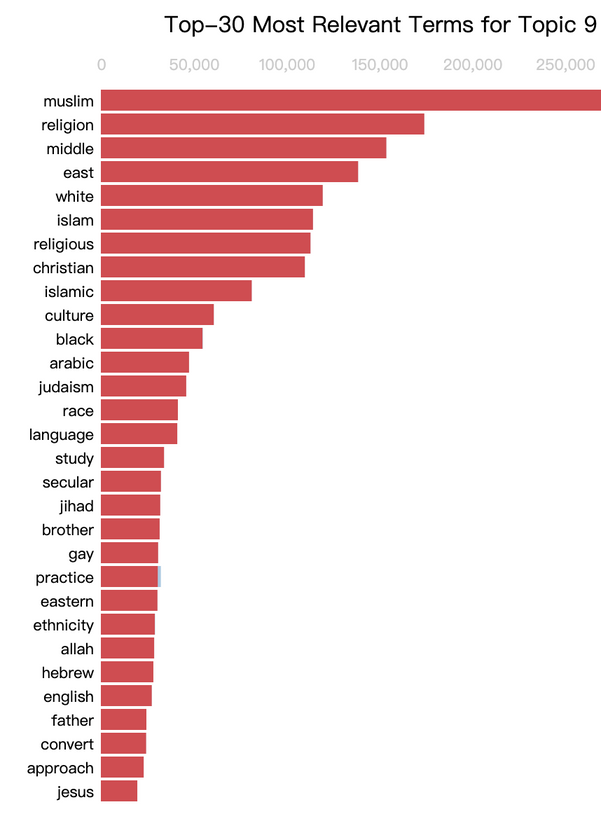 Top-30 Most Relevant Terms for Topic 9
0 50,000 100,000 150,000 200,000 250,000
muslim
religion
middle
east
white
islam
religious
christian
islamic
culture
black
arabic
judaism
race
language
study
secular
jihad
brother
gay
practice
eastern
ethnicity
allah
hebrew
english
father
convert
approach
jesus